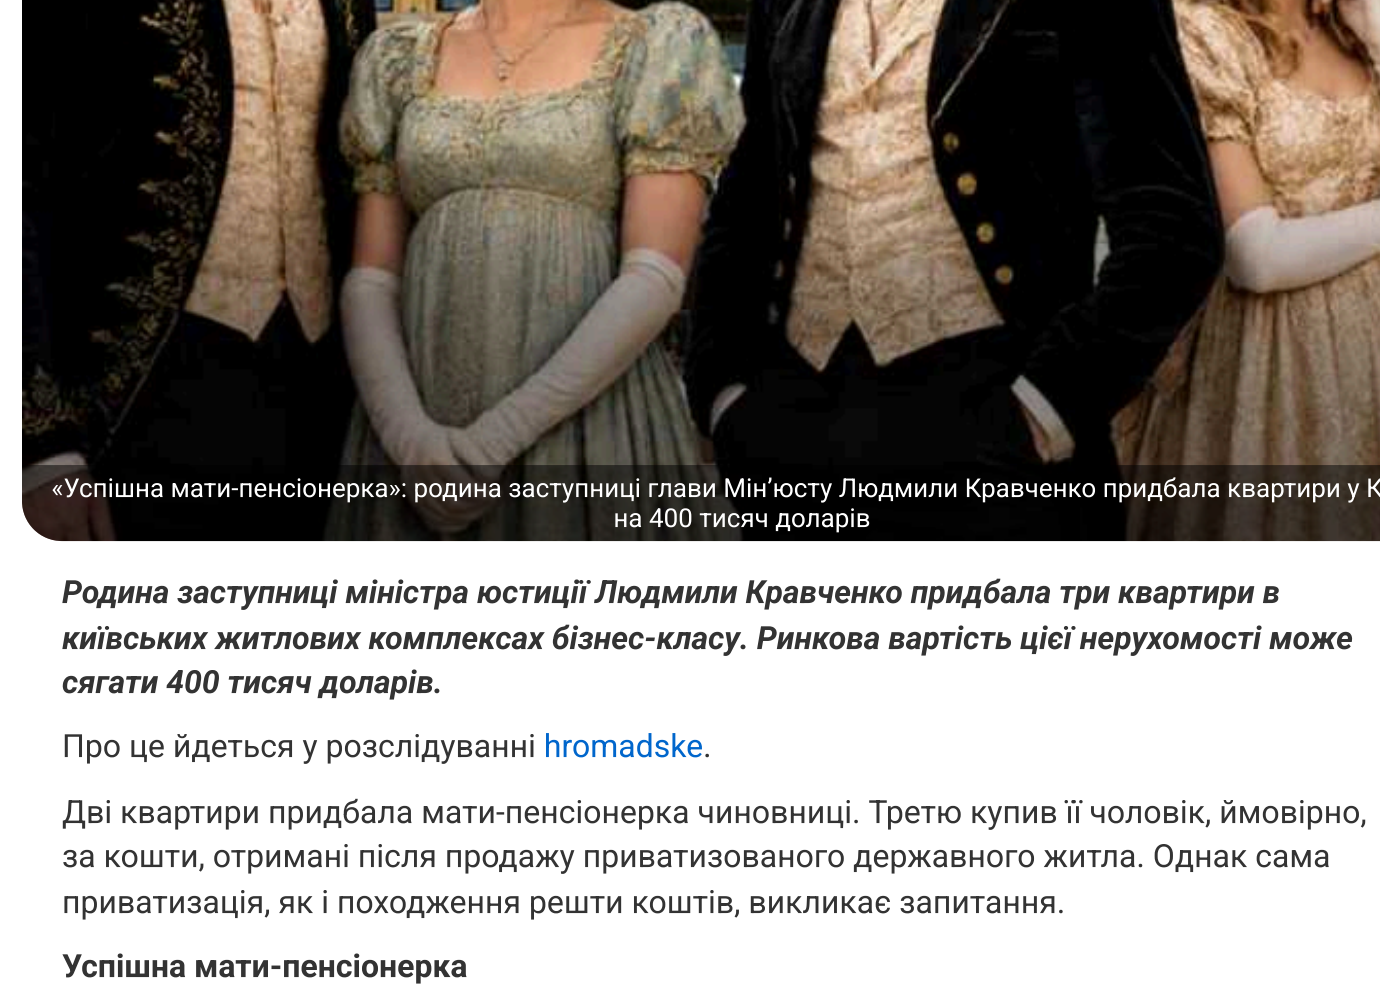 «Успішна мати-пенсіонерка»: родина заступниці глави Мін’юсту Людмили Кравченко придбала квартири у
на 400 тисяч доларів
Родина заступниці міністра юстиції Людмили Кравченко придбала три квартири в
київських житлових комплексах бізнес-класу. Ринкова вартість цієї нерухомості може
сягати 400 тисяч доларів.
Про це йдеться у розслідуванні hromadske.
Дві квартири придбала мати-пенсіонерка чиновниці. Третю купив її чоловік, ймовірно,
за кошти, отримані після продажу приватизованого державного житла. Однак сама
приватизація, як і походження решти коштів, викликає запитання.
Успішна мати-пенсіонерка